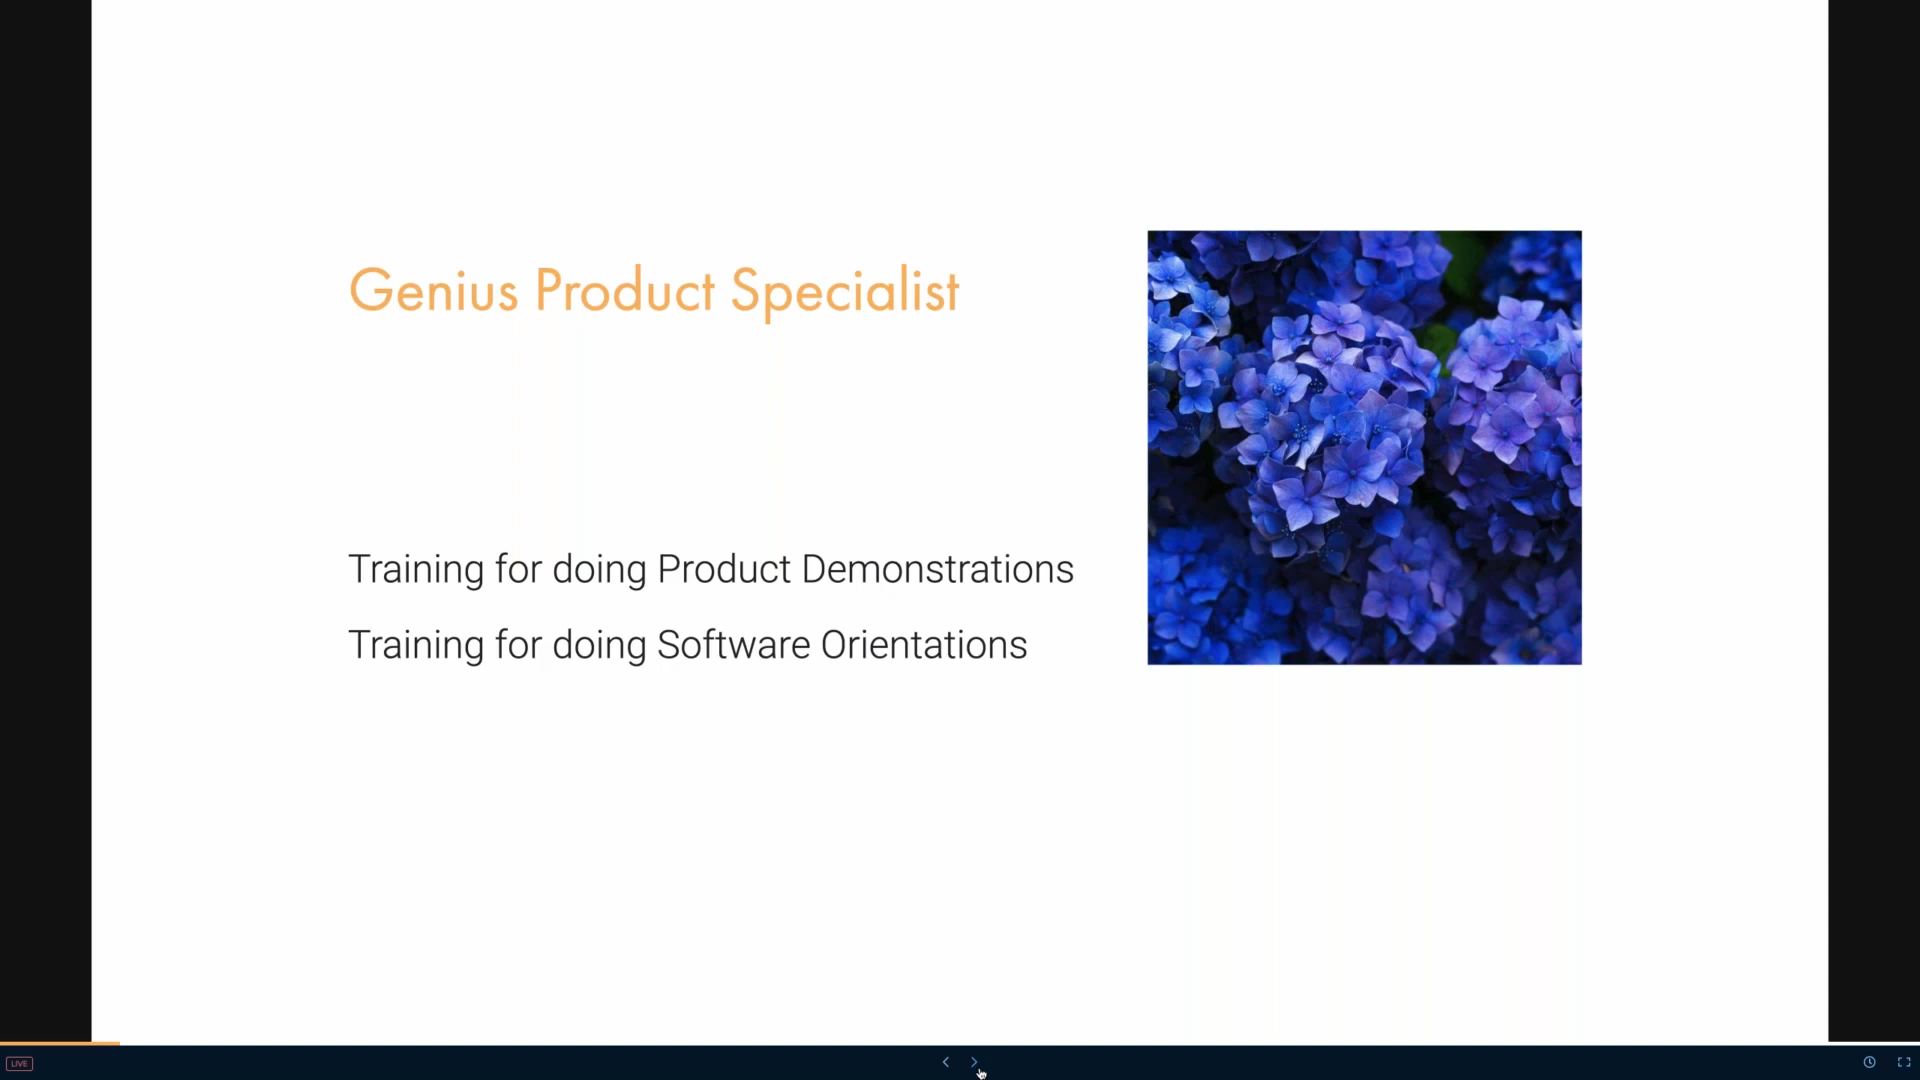 Genius Product Specialist
Training for doing Product Demonstrations
Training for doing Software Orientations
LIVE